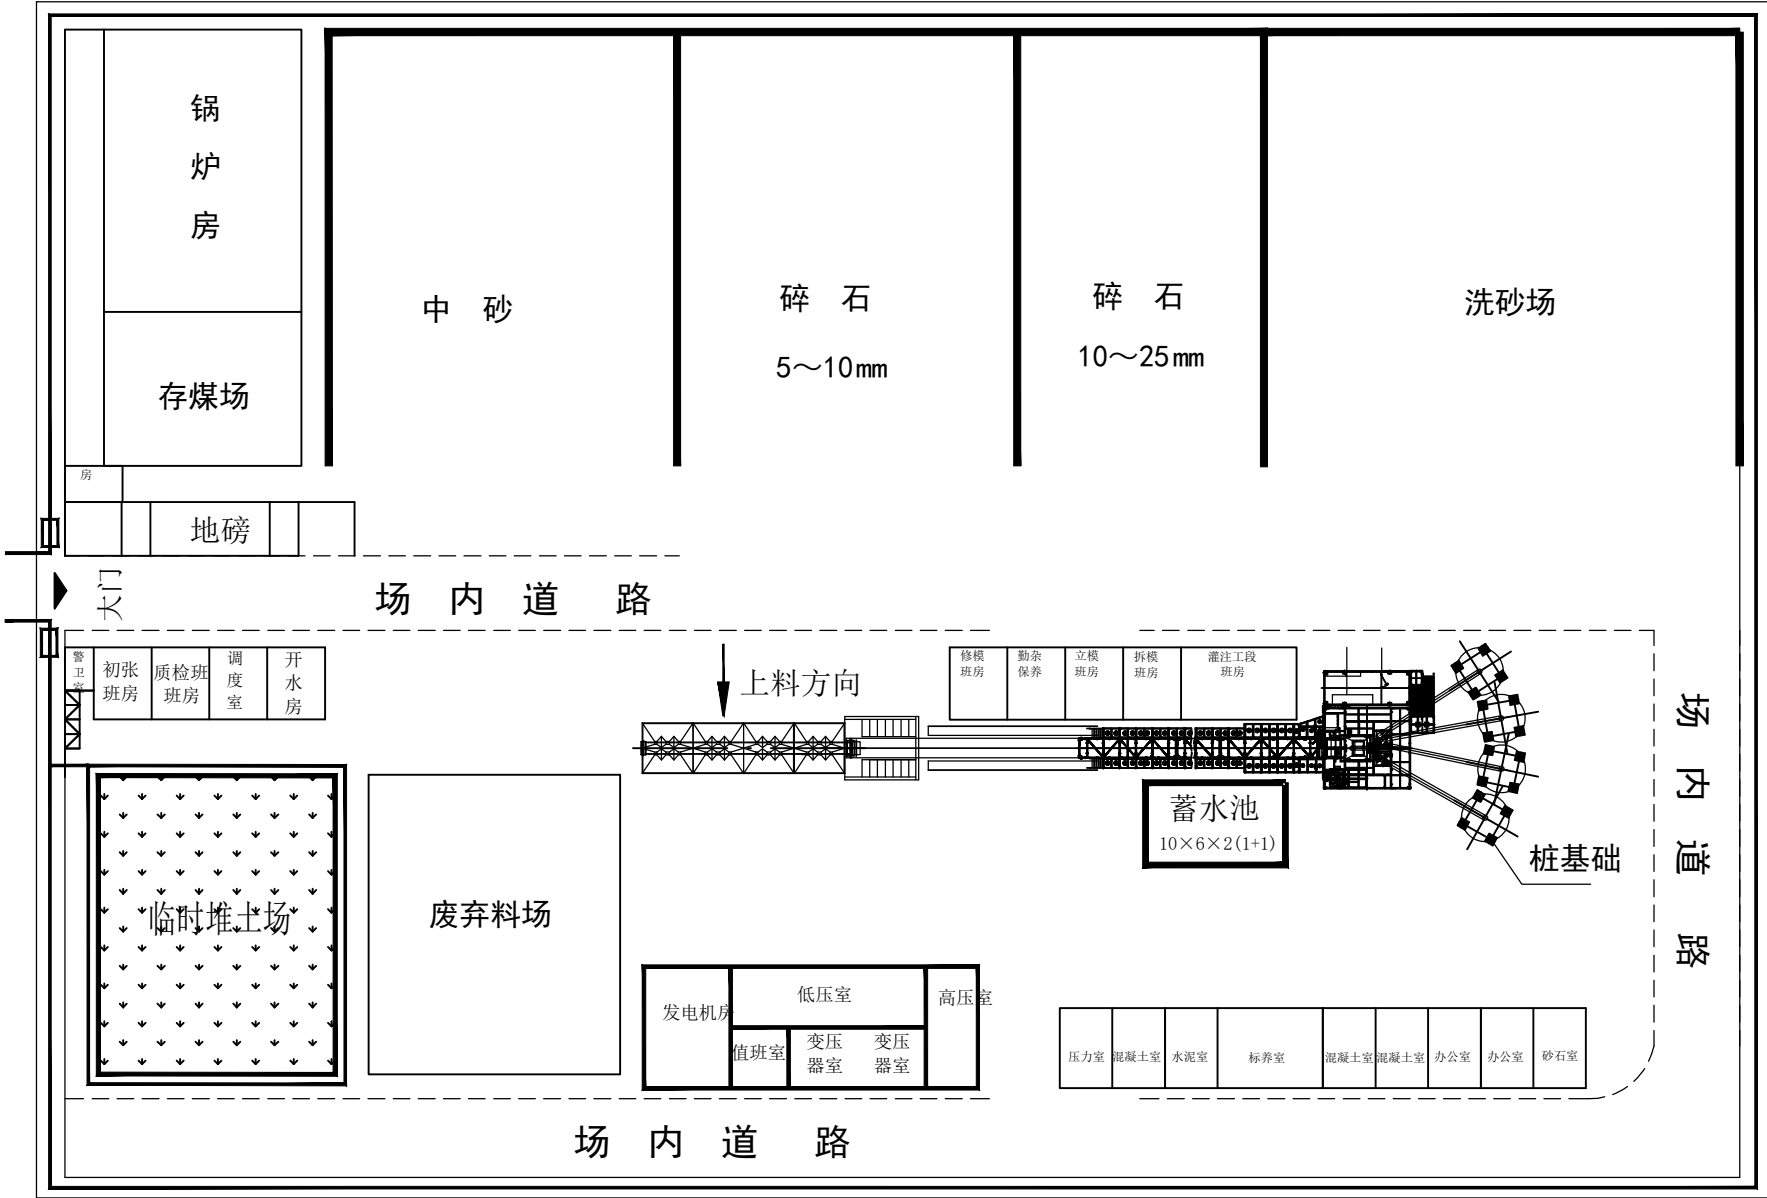 锅
炉
房
中 砂
碎 石
5～10mm
碎 石
10～25mm
洗砂场
存煤场
房
地磅
大门
场 内 道 路
警
卫
室
初张
班房
质检班
班房
调
度
室
开
水
房
上料方向
修模
班房
勤杂
保养
立模
班房
拆模
班房
灌注工段
班房
蓄水池
10×6×2(1+1)
桩基础
场 内 道 路
临时堆土场
废弃料场
发电机房
低压室
高压室
值班室
变压
器室
变压
器室
压力室
混凝土室
水泥室
标养室
混凝土室
混凝土室
办公室
办公室
砂石室
场 内 道 路